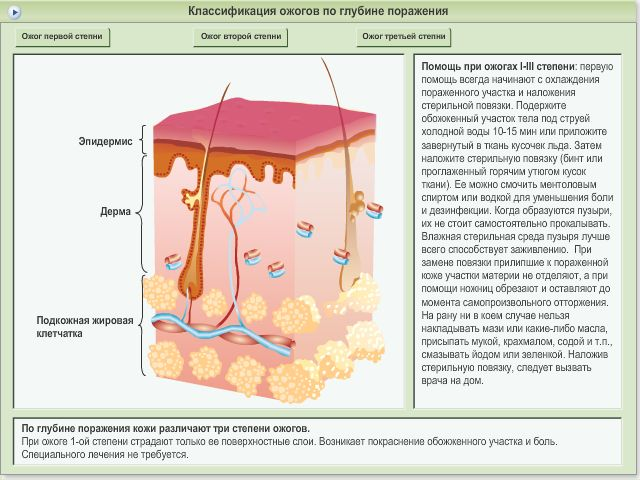 Классификация ожогов по глубине поражения
Ожог первой степни
Ожог второй степни
Ожог третьей степни
Эпидермис
Дерма
Подкожная жировая
клетчатка
Помощь при ожогах I-III степени: первую
помощь всегда начинают с охлаждения
пораженного участка и наложения
стерильной повязки. Подержите
обожженный участок тела под струей
холодной воды 10-15 мин или приложите
завернутый в ткань кусочек льда. Затем
наложите стерильную повязку (бинт или
проглаженный горячим утюгом кусок
ткани). Ее можно смочить ментоловым
спиртом или водкой для уменьшения боли
и дезинфекции. Когда образуются пузыри,
их не стоит самостоятельно прокалывать.
Влажная стерильная среда пузыря лучше
всего способствует заживлению. При
замене повязки прилипшие к пораженной
коже участки материи не отделяют, а при
помощи ножниц обрезают и оставляют до
момента самопроизвольного отторжения.
На рану ни в коем случае нельзя
накладывать мази или какие-либо масла,
присыпать мукой, крахмалом, содой и т.п.,
смазывать йодом или зеленкой. Наложив
стерильную повязку, следует вызвать
врача на дом.
По глубине поражения кожи различают три степени ожогов.
При ожоге 1-ой степени страдают только ее поверхностные слои. Возникает покраснение обожженного участка и боль.
Специального лечения не требуется.